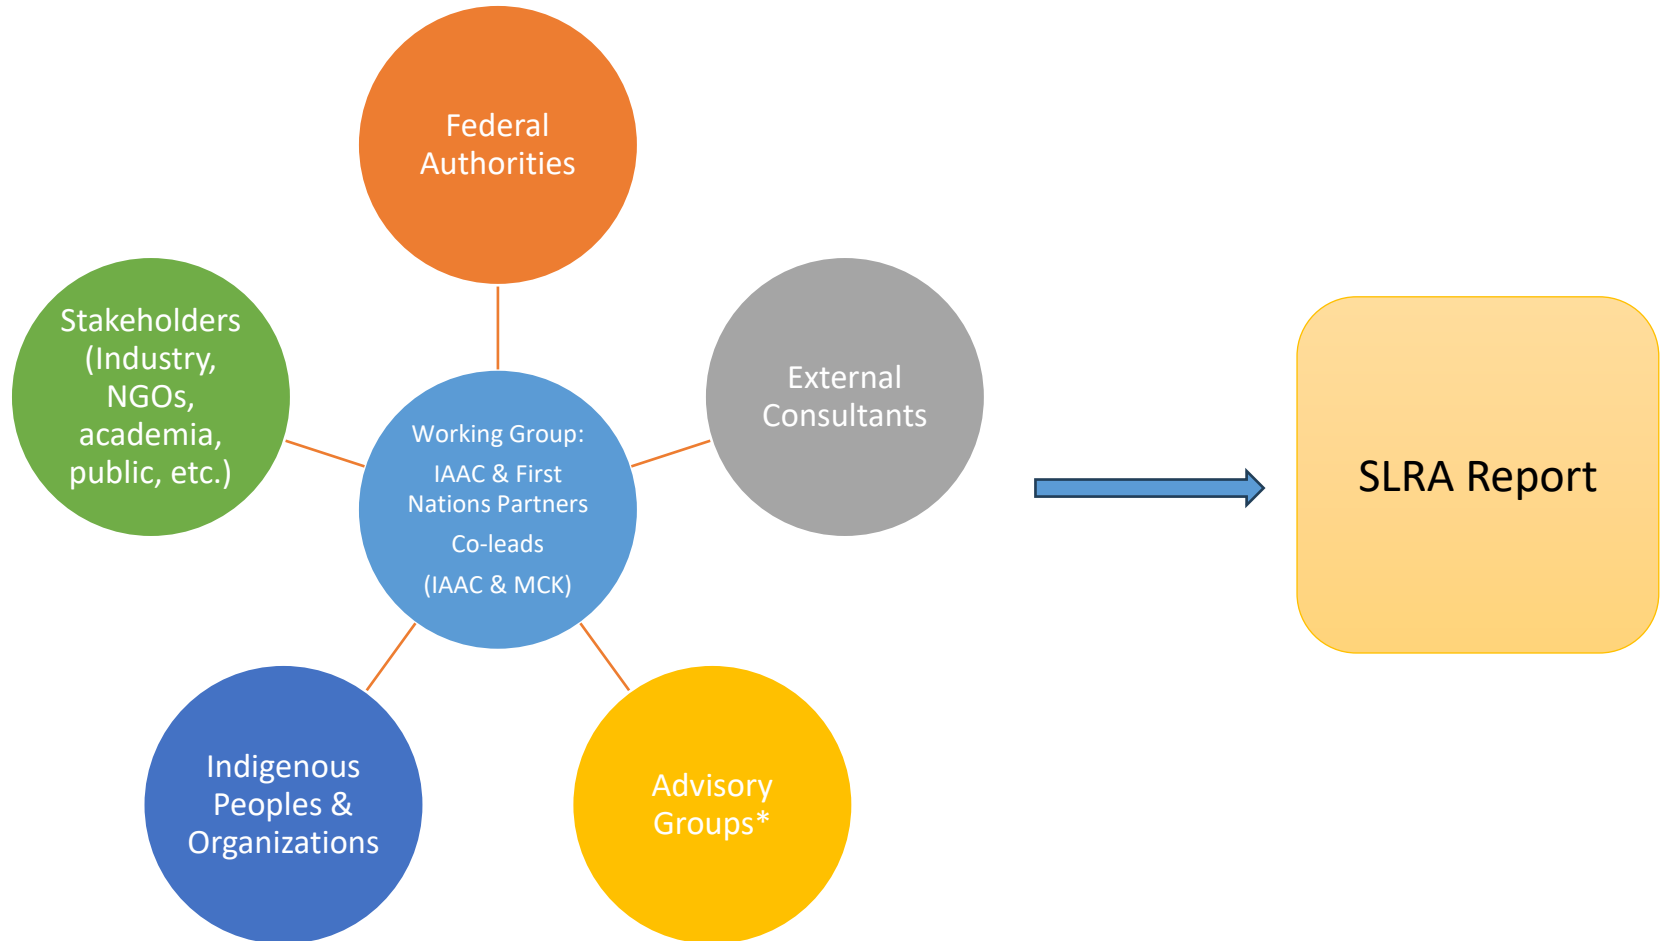 Federal
Authorities
Stakeholders
(Industry,
NGOs,
academia,
public, etc.)
External
Consultants
Working Group:
IAAC & First
Nations Partners
Co-leads
(IAAC & MCK)
SLRA Report
Indigenous
Peoples &
Organizations
Advisory
Groups*